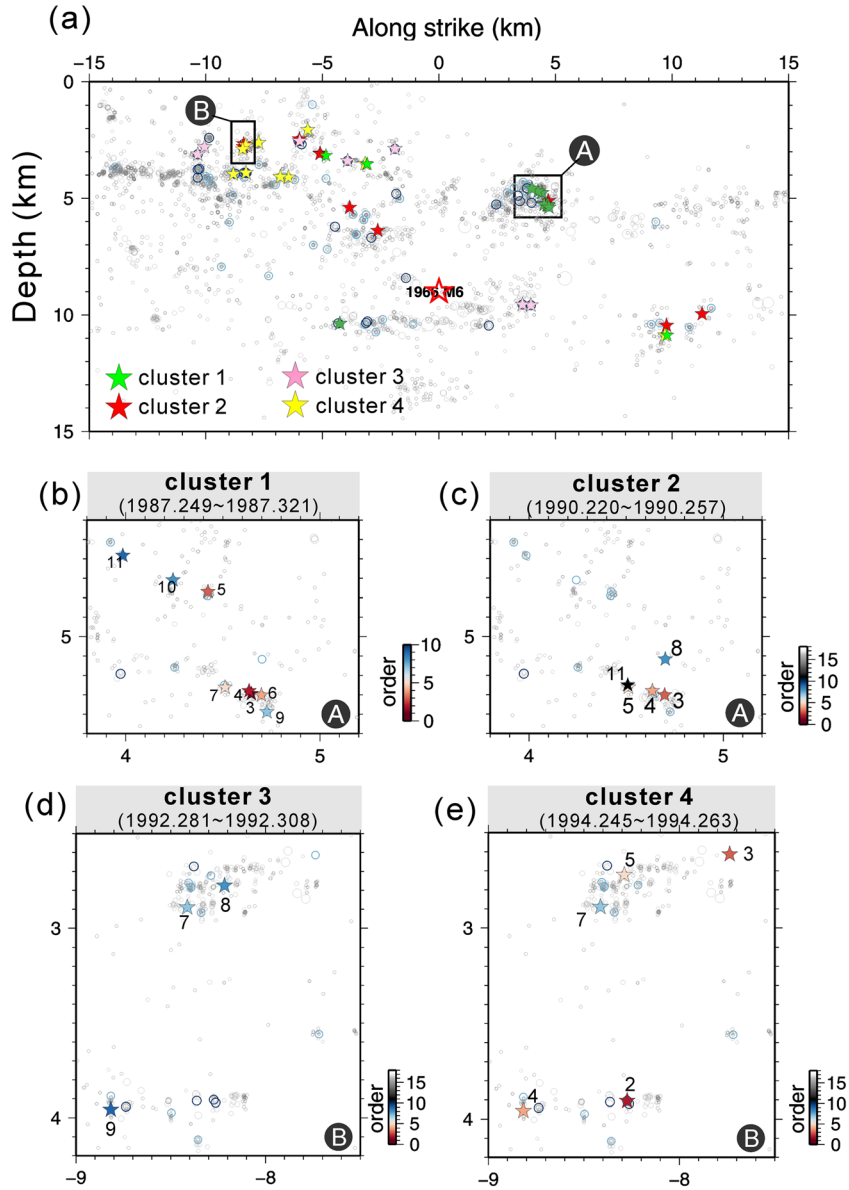 (a)
Along strike (km)
−15 −10 −5 0 5 10 15
Depth (km)
0
5
10
15
B
A
1966 M6
cluster 1
cluster 2
cluster 3
cluster 4
(b)
cluster 1
(1987.249~1987.321)
11
10
5
7
4
6
3
9
5
4 5
order
10
5
0
A
(c)
cluster 2
(1990.220~1990.257)
8
11
5
4
3
5
4 5
order
15
10
5
0
A
(d)
cluster 3
(1992.281~1992.308)
7
8
9
3
4
−9 −8
order
15
10
5
0
B
(e)
cluster 4
(1994.245~1994.263)
3
5
7
2
4
3
4
−9 −8
order
15
10
5
0
B